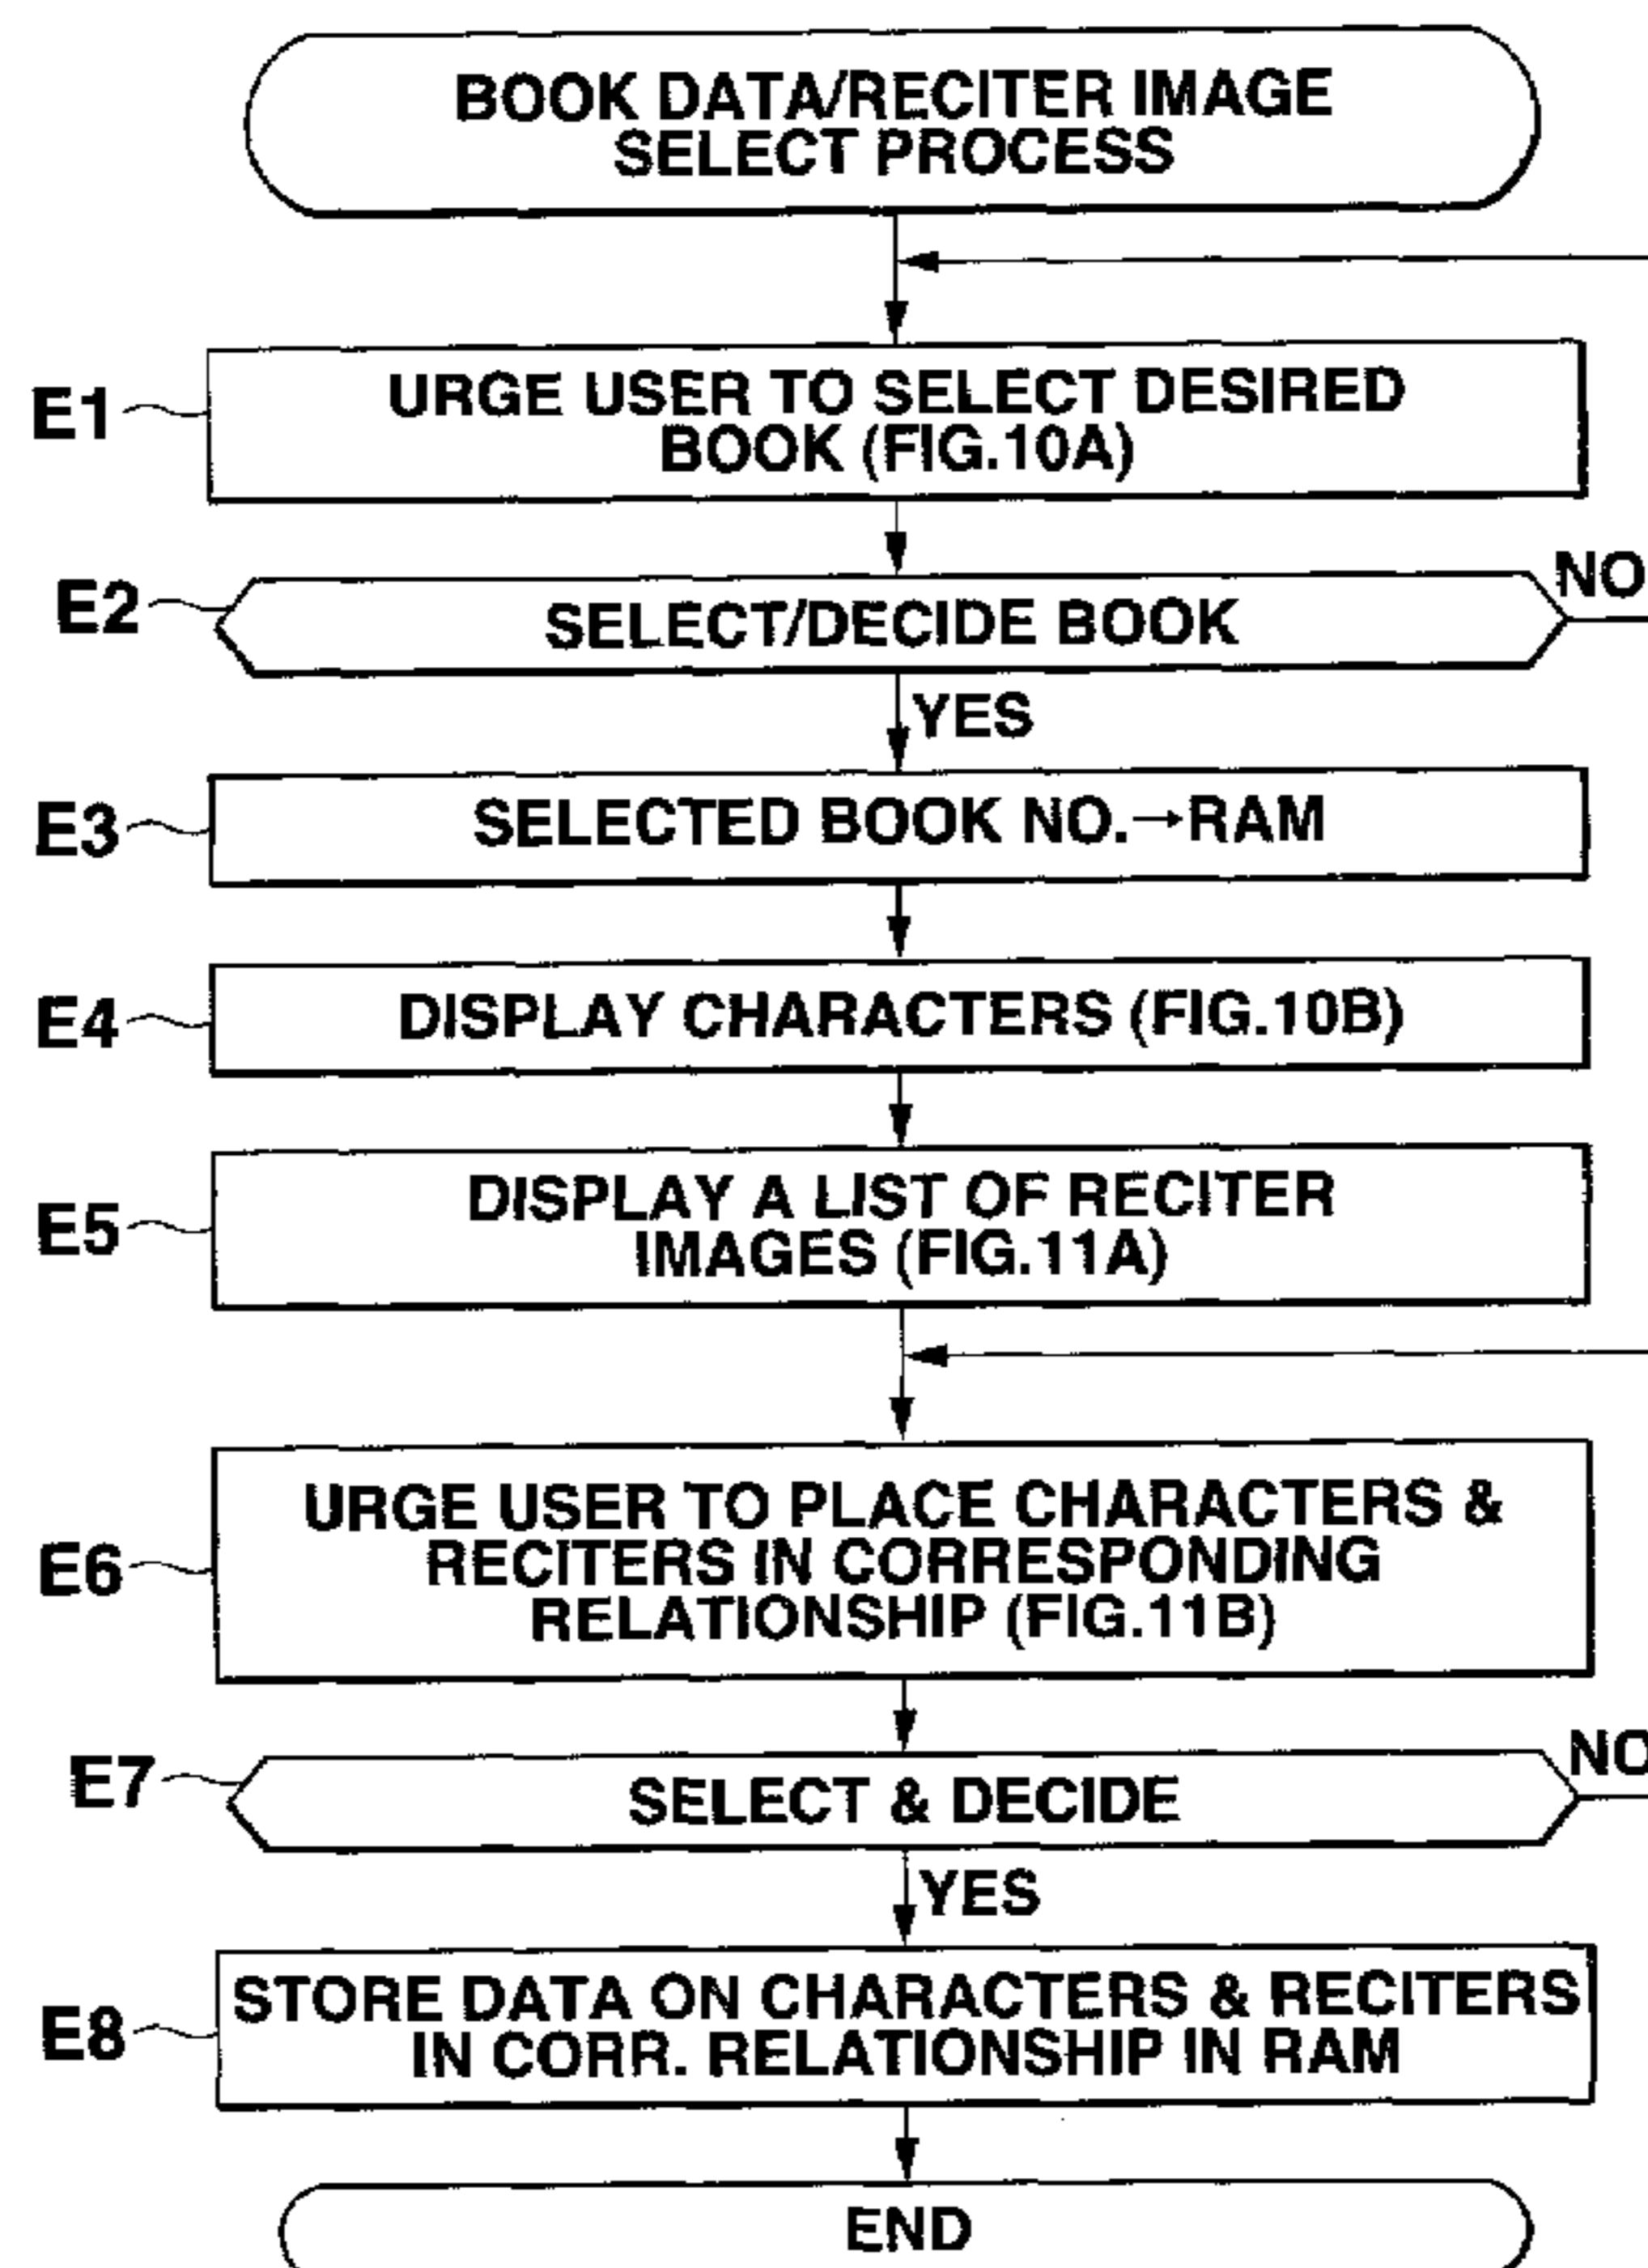 BOOK DATA/RECITER IMAGE
SELECT PROCESS
E1
URGE USER TO SELECT DESIRED
BOOK (FIG.10A)
E2
SELECT/DECIDE BOOK
NO
YES
E3
SELECTED BOOK NO.→RAM
E4
DISPLAY CHARACTERS (FIG.10B)
E5
DISPLAY A LIST OF RECITER
IMAGES (FIG.11A)
E6
URGE USER TO PLACE CHARACTERS &
RECITERS IN CORRESPONDING
RELATIONSHIP (FIG.11B)
E7
SELECT & DECIDE
NO
YES
E8
STORE DATA ON CHARACTERS & RECITERS
IN CORR. RELATIONSHIP IN RAM
END